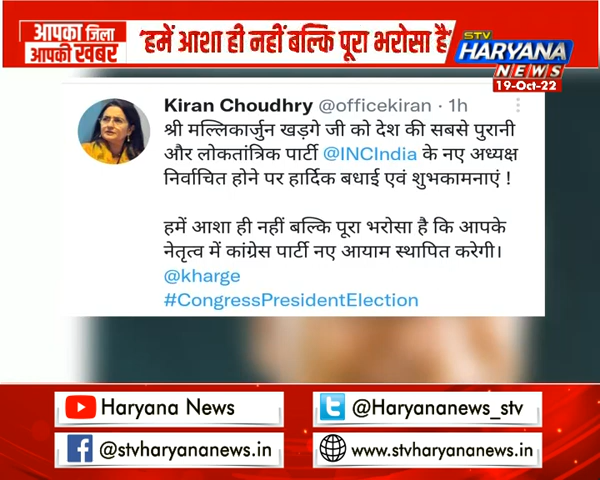 आपका जिला
आपकी खबर
'हमें आशा ही नहीं बल्कि पूरा भरोसा है'
STV
HARYANA
NEWS
19-Oct-22
Kiran Choudhry @officekiran · 1h
श्री मल्लिकार्जुन खड़गे जी को देश की सबसे पुरानी
और लोकतांत्रिक पार्टी @INCIndia के नए अध्यक्ष
निर्वाचित होने पर हार्दिक बधाई एवं शुभकामनाएं !
हमें आशा ही नहीं बल्कि पूरा भरोसा है कि आपके
नेतृत्व में कांग्रेस पार्टी नए आयाम स्थापित करेगी।
@kharge
#CongressPresidentElection
Haryana News
@Haryananews_stv
@stvharyananews.in
www.stvharyananews.in